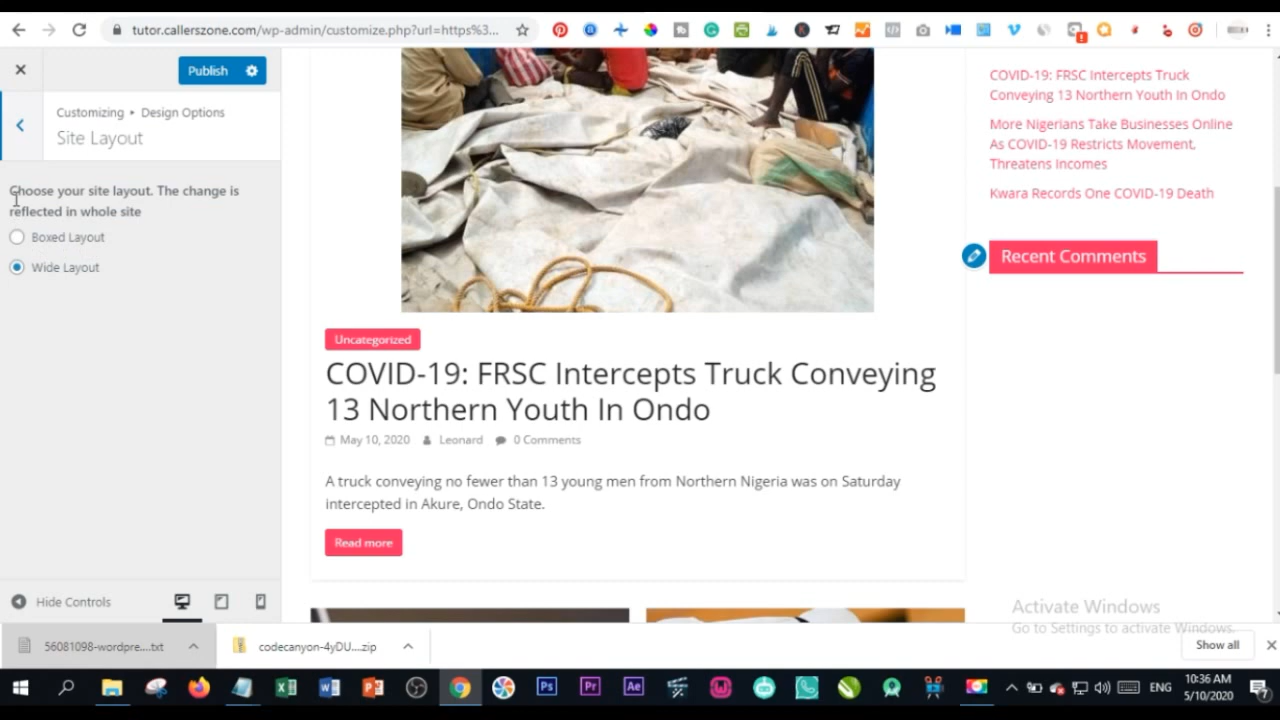 tutor.callerszone.com/wp-admin/customize.php?url=https%3...
Publish
Customizing ▸ Design Options
Site Layout
Choose your site layout. The change is
reflected in whole site
Boxed Layout
Wide Layout
Hide Controls
COVID-19: FRSC Intercepts Truck
Conveying 13 Northern Youth In Ondo
More Nigerians Take Businesses Online
As COVID-19 Restricts Movement,
Threatens Incomes
Kwara Records One COVID-19 Death
Recent Comments
Uncategorized
COVID-19: FRSC Intercepts Truck Conveying
13 Northern Youth In Ondo
May 10, 2020 Leonard 0 Comments
A truck conveying no fewer than 13 young men from Northern Nigeria was on Saturday
intercepted in Akure, Ondo State.
Read more
Activate Windows
Go to Settings to activate Windows.
56081098-wordpre....txt
codecanyon-4yDU....zip
Show all
Ps
Pr
Ae
ENG
10:36 AM
5/10/2020
7